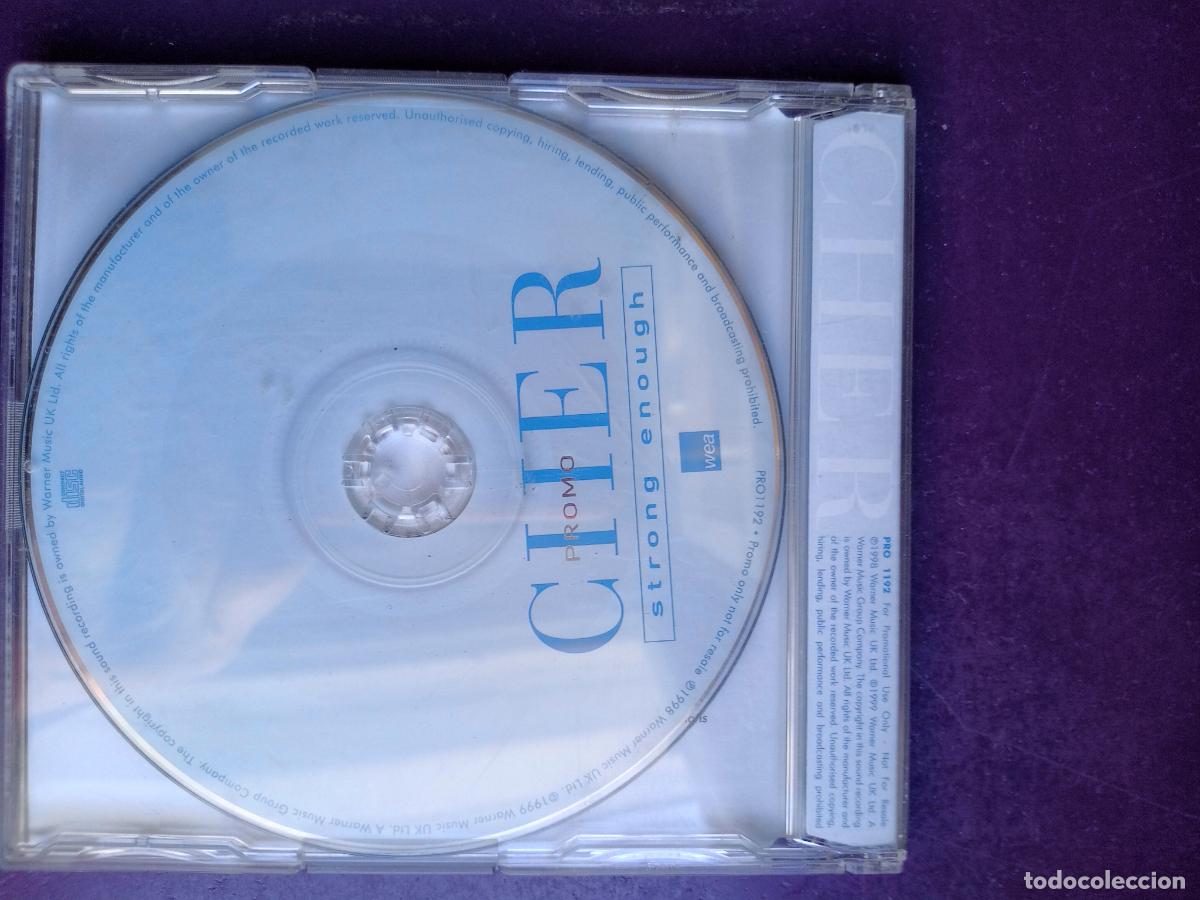 CHER
PROMO
strong enough
wea
PRO1192 • Promo only not for resale ℗1998 Warner Music UK Ltd. ©1999 Warner Music UK Ltd. A Warner Music Group Company. The copyright in this sound recording is owned by Warner Music UK Ltd. All rights of the manufacturer and of the owner of the recorded work reserved. Unauthorised copying, hiring, lending, public performance and broadcasting prohibited.
COMPACT
disc
DIGITAL AUDIO
CHER
PRO 1192 For Promotional Use Only - Not For Resale
℗1998 Warner Music UK Ltd. ©1999 Warner Music UK Ltd. A
Warner Music Group Company. The copyright in this sound recording
is owned by Warner Music UK Ltd. All rights of the manufacturer and
of the owner of the recorded work reserved. Unauthorised copying,
hiring, lending, public performance and broadcasting prohibited
todocoleccion